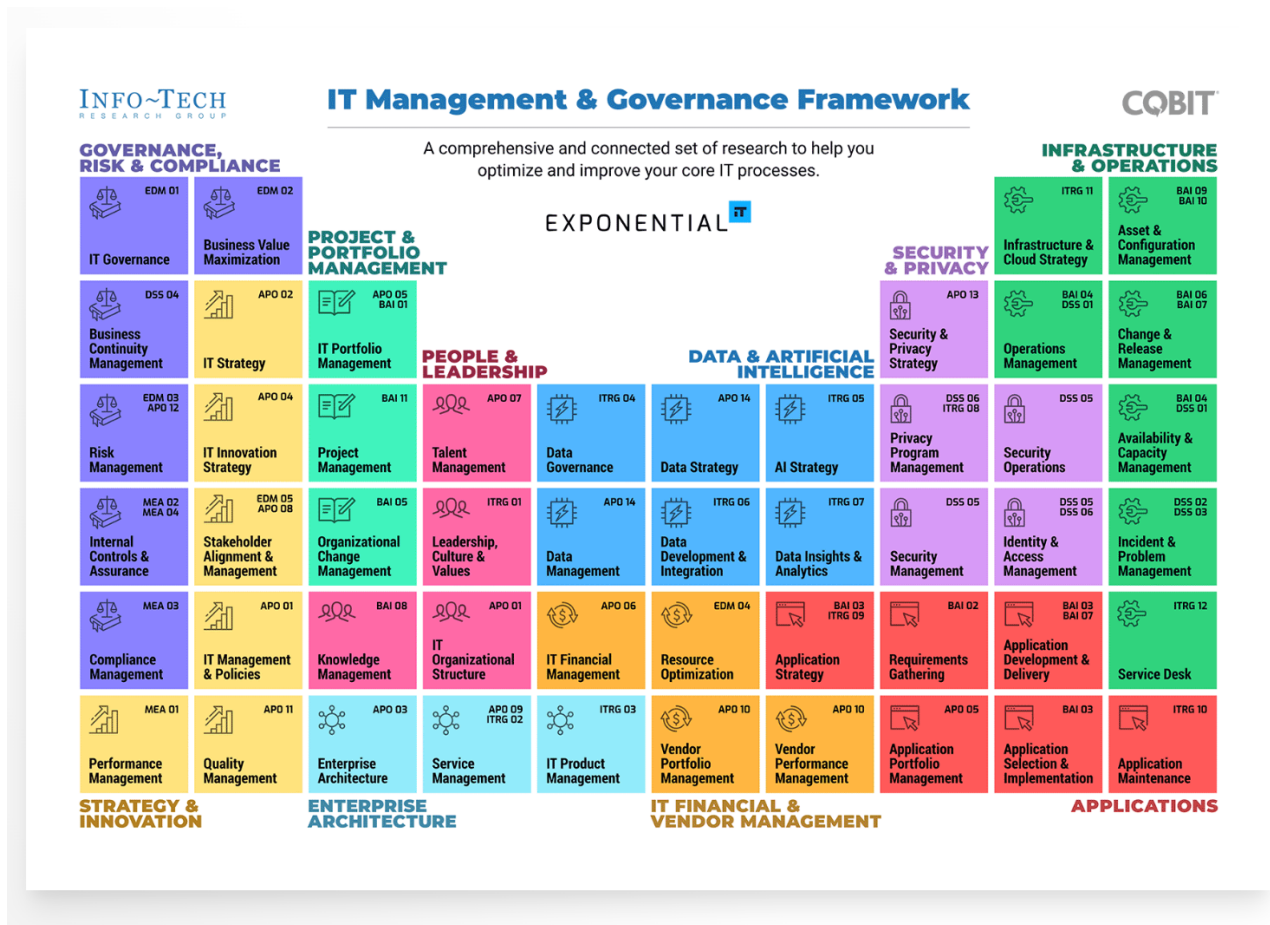 INFO~TECH
RESEARCH GROUP
IT Management & Governance Framework
COBIT®
A comprehensive and connected set of research to help you
optimize and improve your core IT processes.
EXPONENTIAL IT
GOVERNANCE,
RISK & COMPLIANCE
INFRASTRUCTURE
& OPERATIONS
EDM 01
IT Governance
EDM 02
Business Value
Maximization
PROJECT &
PORTFOLIO
MANAGEMENT
SECURITY
& PRIVACY
ITRG 11
Infrastructure &
Cloud Strategy
BAI 09
BAI 10
Asset &
Configuration
Management
DSS 04
Business
Continuity
Management
APO 02
IT Strategy
APO 05
BAI 01
IT Portfolio
Management
PEOPLE &
LEADERSHIP
DATA & ARTIFICIAL
INTELLIGENCE
APO 13
Security &
Privacy
Strategy
BAI 04
DSS 01
Operations
Management
BAI 06
BAI 07
Change &
Release
Management
EDM 03
APO 12
Risk
Management
APO 04
IT Innovation
Strategy
BAI 11
Project
Management
APO 07
Talent
Management
ITRG 04
Data
Governance
APO 14
Data Strategy
ITRG 05
AI Strategy
DSS 06
ITRG 08
Privacy
Program
Management
DSS 05
Security
Operations
BAI 04
DSS 01
Availability &
Capacity
Management
MEA 02
MEA 04
Internal
Controls &
Assurance
EDM 05
APO 08
Stakeholder
Alignment &
Management
BAI 05
Organizational
Change
Management
ITRG 01
Leadership,
Culture &
Values
APO 14
Data
Management
ITRG 06
Data
Development &
Integration
ITRG 07
Data Insights &
Analytics
DSS 05
Security
Management
DSS 05
DSS 06
Identity &
Access
Management
DSS 02
DSS 03
Incident &
Problem
Management
MEA 03
Compliance
Management
APO 01
IT Management
& Policies
BAI 08
Knowledge
Management
APO 01
IT
Organizational
Structure
APO 06
IT Financial
Management
EDM 04
Resource
Optimization
BAI 03
ITRG 09
Application
Strategy
BAI 02
Requirements
Gathering
BAI 03
BAI 07
Application
Development &
Delivery
ITRG 12
Service Desk
MEA 01
Performance
Management
APO 11
Quality
Management
APO 03
Enterprise
Architecture
APO 09
ITRG 02
Service
Management
ITRG 03
IT Product
Management
APO 10
Vendor
Portfolio
Management
APO 10
Vendor
Performance
Management
APO 05
Application
Portfolio
Management
BAI 03
Application
Selection &
Implementation
ITRG 10
Application
Maintenance
STRATEGY &
INNOVATION
ENTERPRISE
ARCHITECTURE
IT FINANCIAL &
VENDOR MANAGEMENT
APPLICATIONS